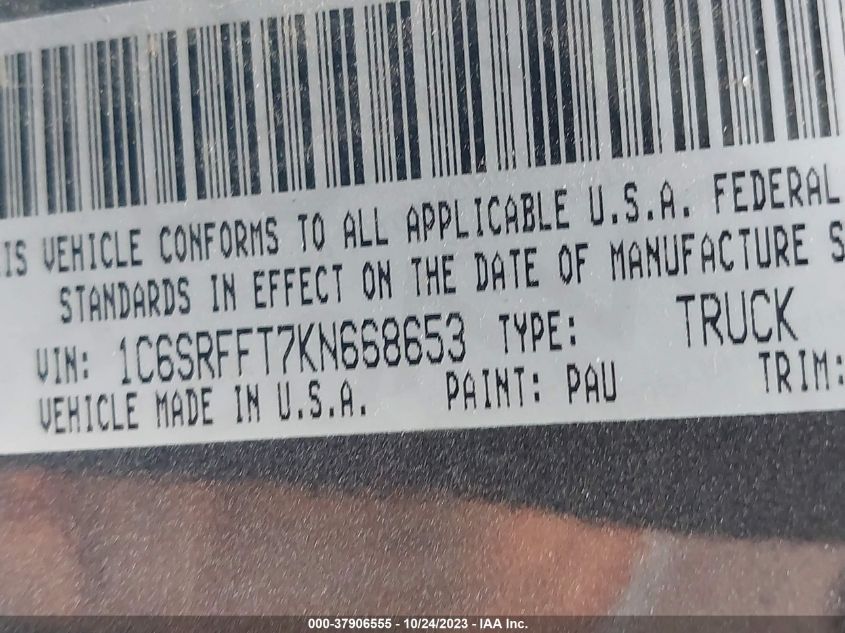 IS VEHICLE CONFORMS TO ALL APPLICABLE U.S.A. FEDERAL
STANDARDS IN EFFECT ON THE DATE OF MANUFACTURE S
VIN: 1C6SRFFT7KN668653 TYPE: TRUCK
VEHICLE MADE IN U.S.A. PAINT: PAU TRIM:
000-37906555 - 10/24/2023 - IAA Inc.